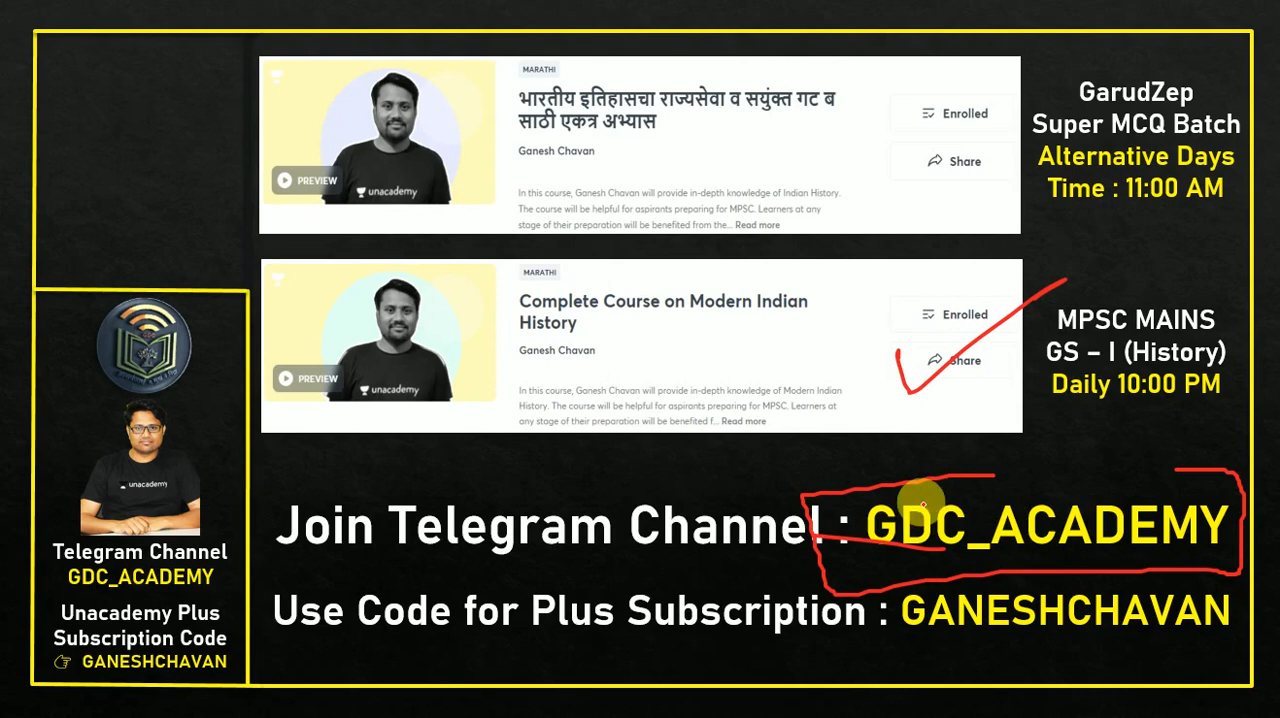 MARATHI
भारतीय इतिहासचा राज्यसेवा व सयुंक्त गट ब
साठी एकत्र अभ्यास
Ganesh Chavan
In this course, Ganesh Chavan will provide in-depth knowledge of Indian History.
The course will be helpful for aspirants preparing for MPSC. Learners at any
stage of their preparation will be benefited from the... Read more
PREVIEW
unacademy
Enrolled
Share
GarudZep
Super MCQ Batch
Alternative Days
Time : 11:00 AM
MARATHI
Complete Course on Modern Indian
History
Ganesh Chavan
In this course, Ganesh Chavan will provide in-depth knowledge of Modern Indian
History. The course will be helpful for aspirants preparing for MPSC. Learners at
any stage of their preparation will be benefited f... Read more
PREVIEW
unacademy
Enrolled
Share
MPSC MAINS
GS – I (History)
Daily 10:00 PM
unacademy
Telegram Channel
GDC_ACADEMY
Unacademy Plus
Subscription Code
👉 GANESHCHAVAN
Join Telegram Channel : GDC_ACADEMY
Use Code for Plus Subscription : GANESHCHAVAN